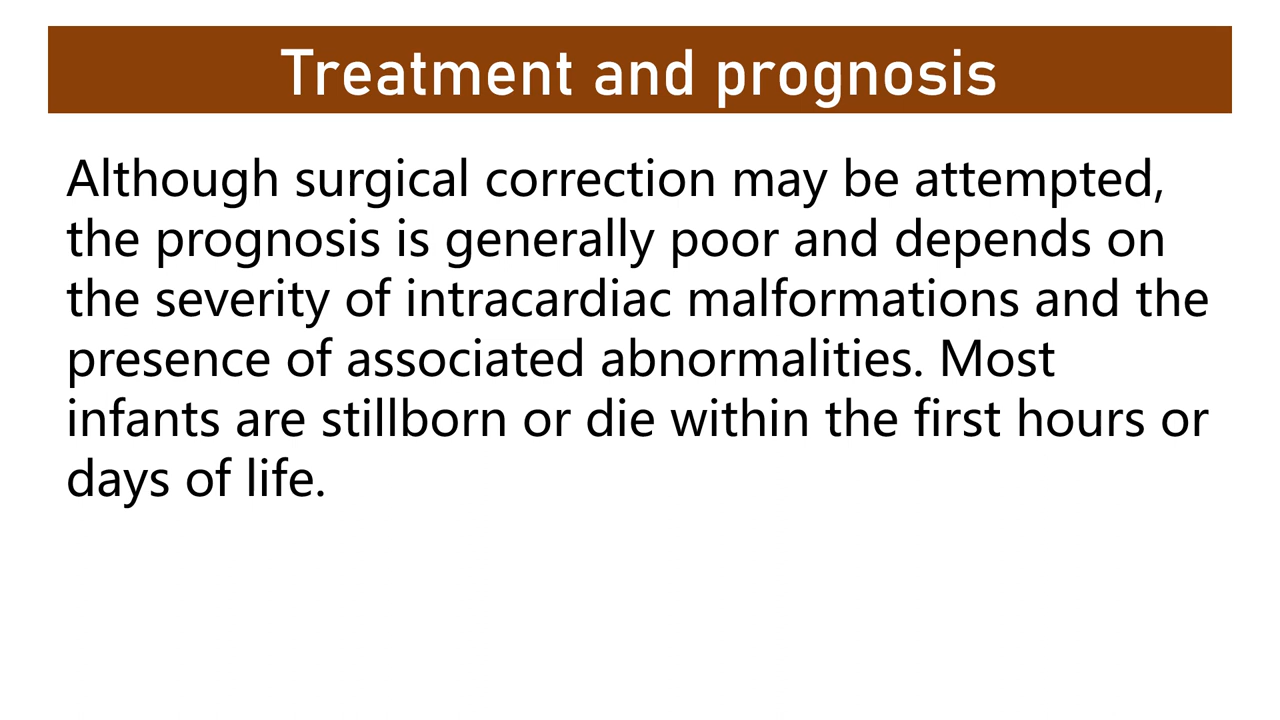 Treatment and prognosis
Although surgical correction may be attempted,
the prognosis is generally poor and depends on
the severity of intracardiac malformations and the
presence of associated abnormalities. Most
infants are stillborn or die within the first hours or
days of life.